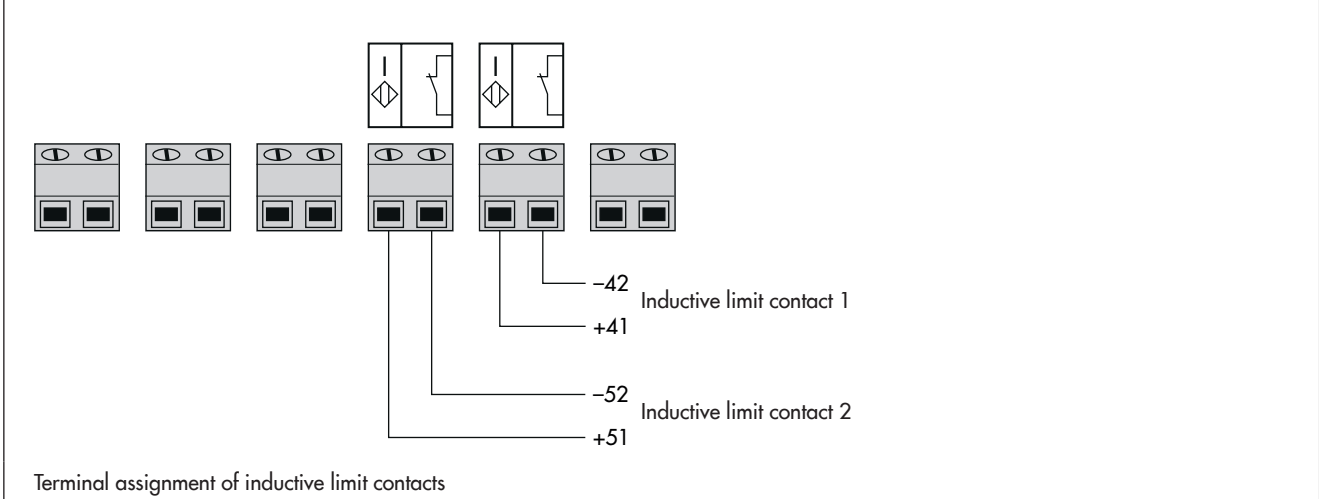 –42
Inductive limit contact 1
+41
–52
Inductive limit contact 2
+51
Terminal assignment of inductive limit contacts